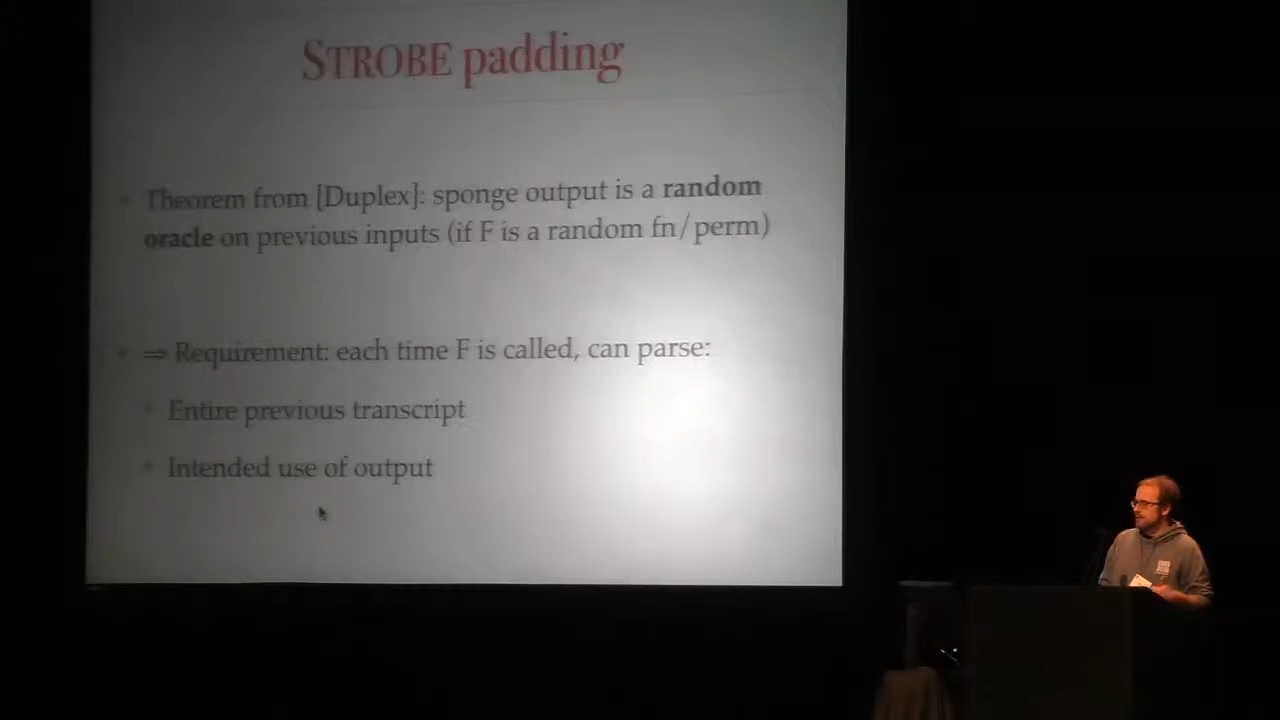 STROBE padding
Theorem from [Duplex]: sponge output is a random
oracle on previous inputs (if F is a random fn/perm)
⇒ Requirement: each time F is called, can parse:
Entire previous transcript
Intended use of output